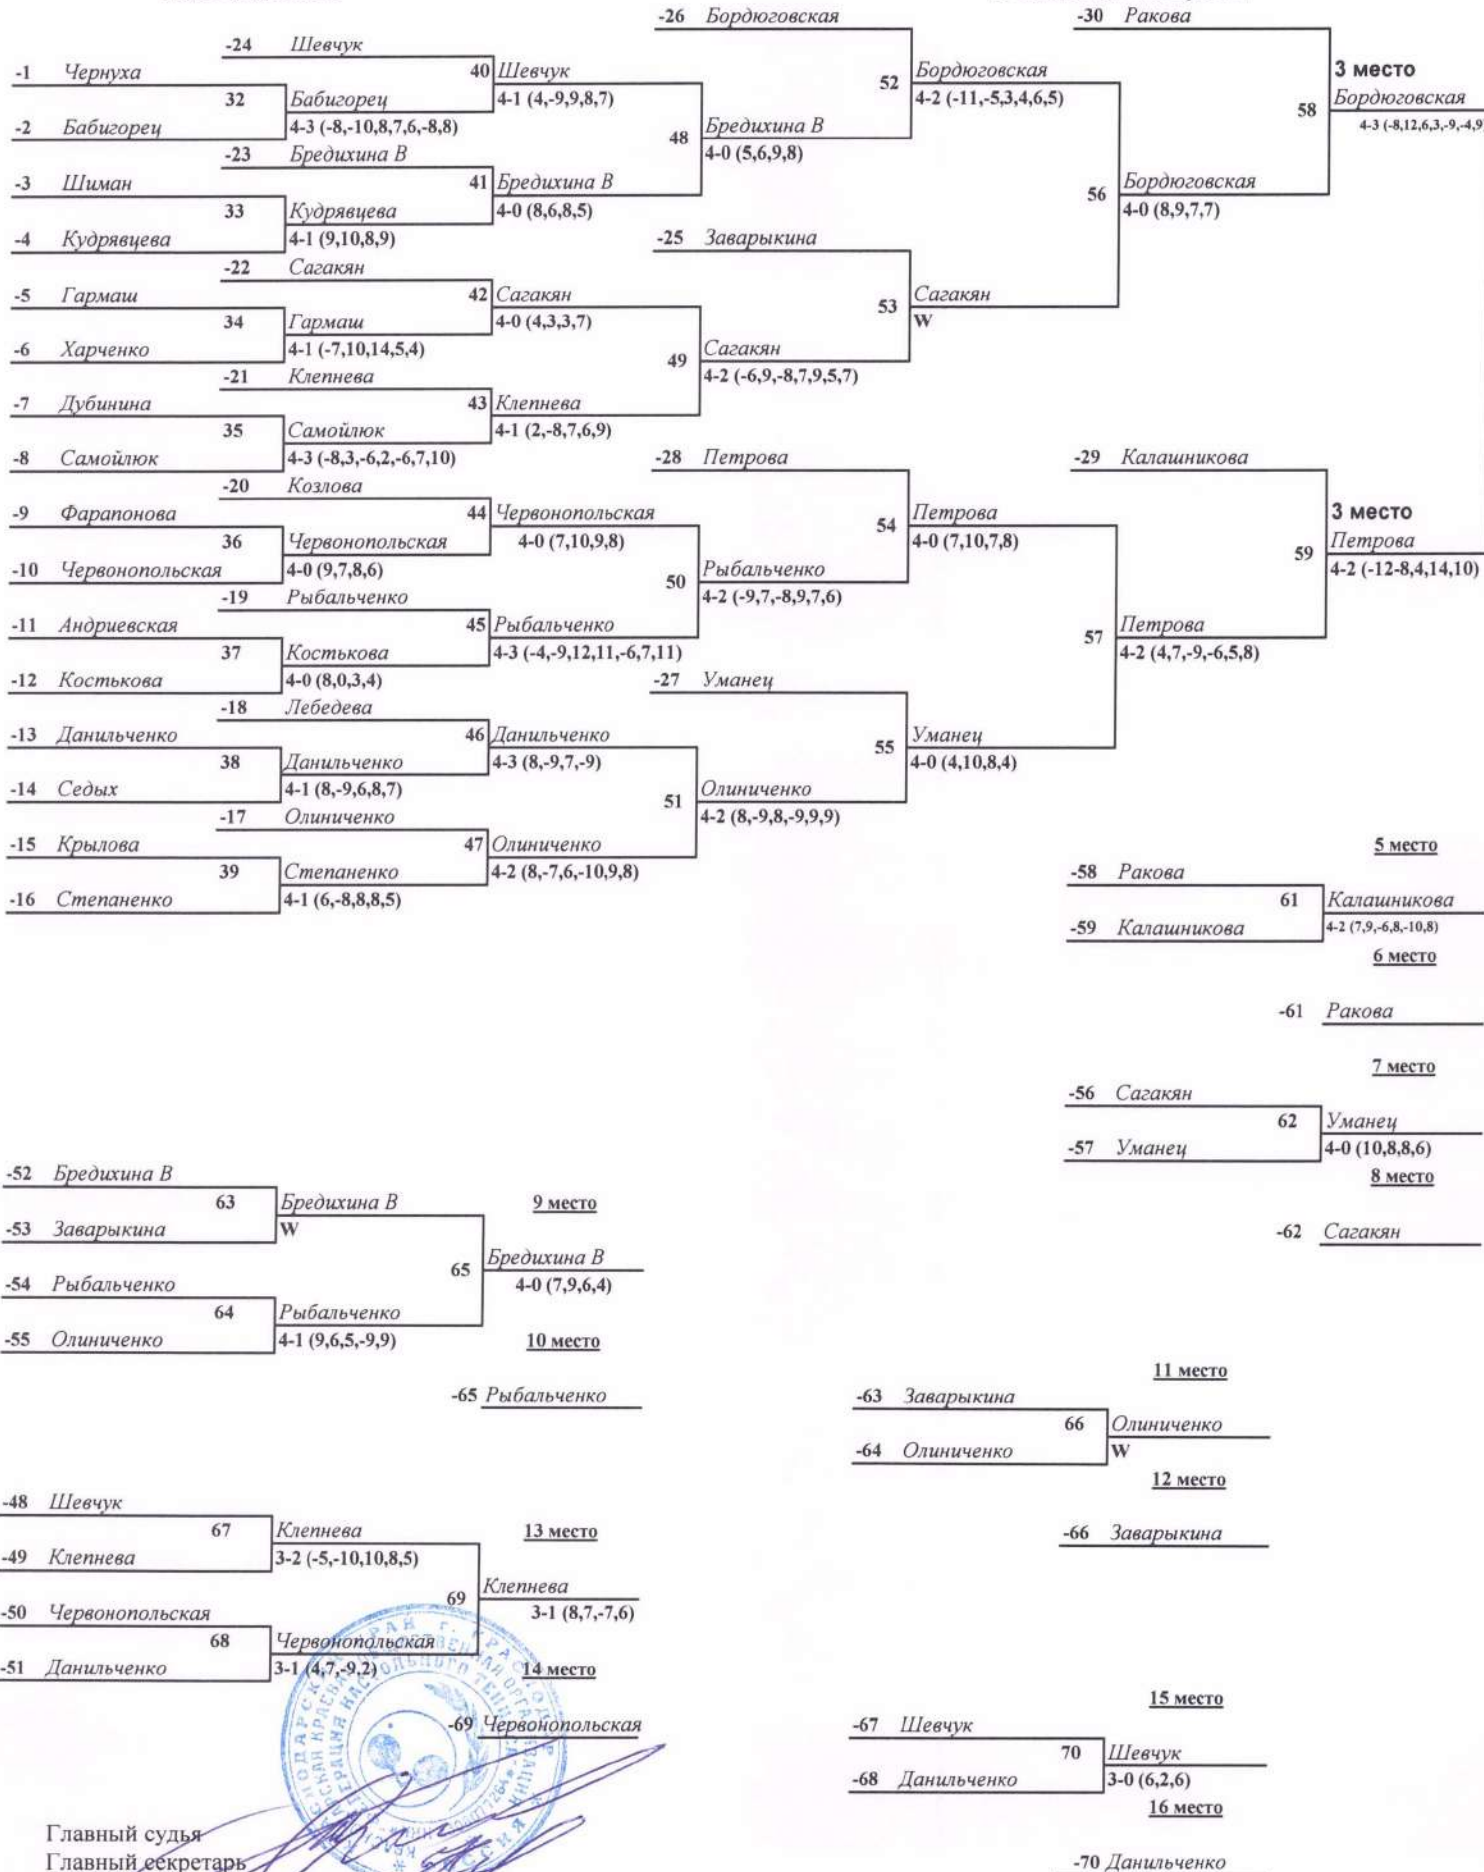 -26 Бордюговская
-30 Ракова
-24 Шевчук
-1 Чернуха
40 Шевчук
52 Бордюговская
3 место
32 Бабигорец
4-1 (4,-9,9,8,7)
4-2 (-11,-5,3,4,6,5)
58 Бордюговская
-2 Бабигорец
4-3 (-8,-10,8,7,6,-8,8)
48 Бредихина В
4-3 (-8,12,6,3,-9,-4,9
-23 Бредихина В
4-0 (5,6,9,8)
-3 Шиман
41 Бредихина В
56 Бордюговская
33 Кудрявцева
4-0 (8,6,8,5)
4-0 (8,9,7,7)
-4 Кудрявцева
4-1 (9,10,8,9)
-25 Заварыкина
-22 Сагакян
-5 Гармаш
42 Сагакян
53 Сагакян
34 Гармаш
4-0 (4,3,3,7)
W
-6 Харченко
4-1 (-7,10,14,5,4)
49 Сагакян
-21 Клепнева
4-2 (-6,9,-8,7,9,5,7)
-7 Дубинина
43 Клепнева
35 Самойлюк
4-1 (2,-8,7,6,9)
-8 Самойлюк
4-3 (-8,3,-6,2,-6,7,10)
-28 Петрова
-29 Калашникова
-20 Козлова
-9 Фарапонова
44 Червонопольская
54 Петрова
3 место
36 Червонопольская
4-0 (7,10,9,8)
4-0 (7,10,7,8)
59 Петрова
-10 Червонопольская
4-0 (9,7,8,6)
50 Рыбальченко
4-2 (-12-8,4,14,10)
-19 Рыбальченко
4-2 (-9,7,-8,9,7,6)
-11 Андриевская
45 Рыбальченко
57 Петрова
37 Костькова
4-3 (-4,-9,12,11,-6,7,11)
4-2 (4,7,-9,-6,5,8)
-12 Костькова
4-0 (8,0,3,4)
-27 Уманец
-18 Лебедева
-13 Данильченко
46 Данильченко
55 Уманец
38 Данильченко
4-3 (8,-9,7,-9)
4-0 (4,10,8,4)
-14 Седых
4-1 (8,-9,6,8,7)
51 Олиниченко
-17 Олиниченко
4-2 (8,-9,8,-9,9,9)
-15 Крылова
47 Олиниченко
5 место
39 Степаненко
4-2 (8,-7,6,-10,9,8)
-58 Ракова
-16 Степаненко
4-1 (6,-8,8,8,5)
61 Калашникова
-59 Калашникова
4-2 (7,9,-6,8,-10,8)
6 место
-61 Ракова
7 место
-56 Сагакян
62 Уманец
-57 Уманец
4-0 (10,8,8,6)
8 место
-62 Сагакян
-52 Бредихина В
63 Бредихина В
9 место
-53 Заварыкина
W
65 Бредихина В
-54 Рыбальченко
4-0 (7,9,6,4)
64 Рыбальченко
-55 Олиниченко
4-1 (9,6,5,-9,9)
10 место
-65 Рыбальченко
11 место
-63 Заварыкина
66 Олиниченко
-64 Олиниченко
W
12 место
-66 Заварыкина
-48 Шевчук
67 Клепнева
13 место
-49 Клепнева
3-2 (-5,-10,10,8,5)
69 Клепнева
-50 Червонопольская
3-1 (8,7,-7,6)
68 Червонопольская
-51 Данильченко
3-1 (4,7,-9,2)
14 место
-69 Червонопольская
15 место
-67 Шевчук
70 Шевчук
-68 Данильченко
3-0 (6,2,6)
16 место
-70 Данильченко
Главный судья
Главный секретарь